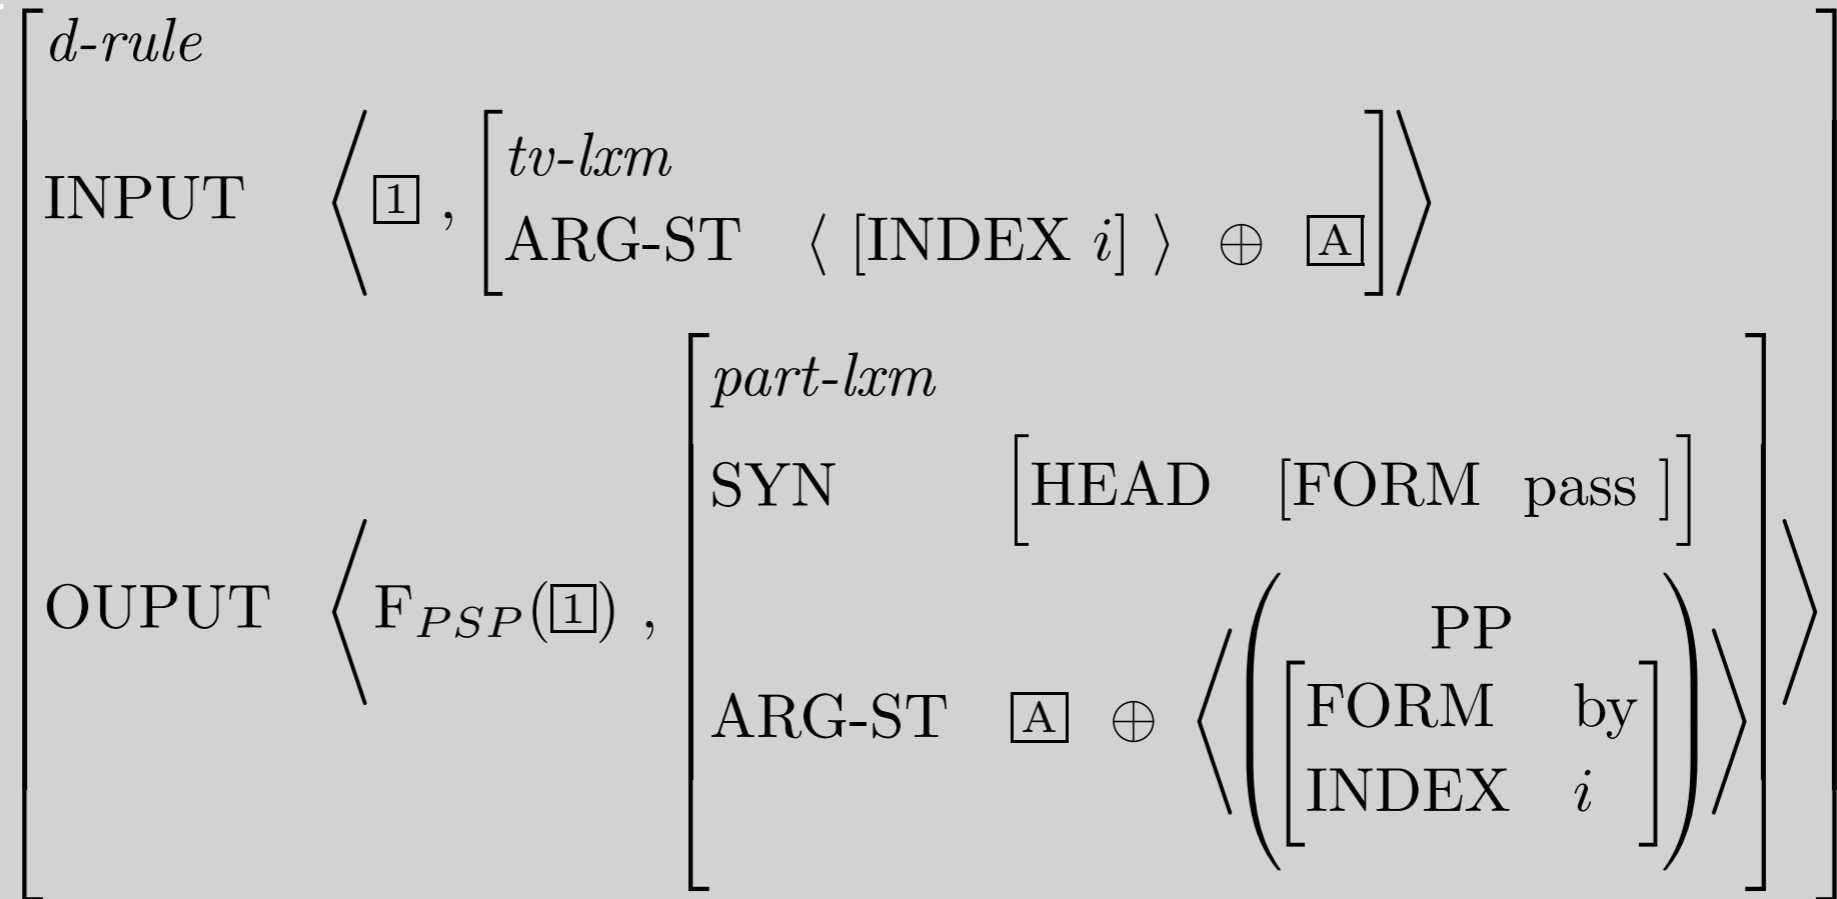 d-rule
INPUT ⟨ 1 , [ tv-lxm
ARG-ST ⟨ [INDEX i] ⟩ ⊕ A ] ⟩
OUPUT ⟨ F_PSP(1) , [ part-lxm
SYN [HEAD [FORM pass ]]
ARG-ST A ⊕ ⟨ ( PP
[ FORM by
INDEX i ] ) ⟩ ] ⟩